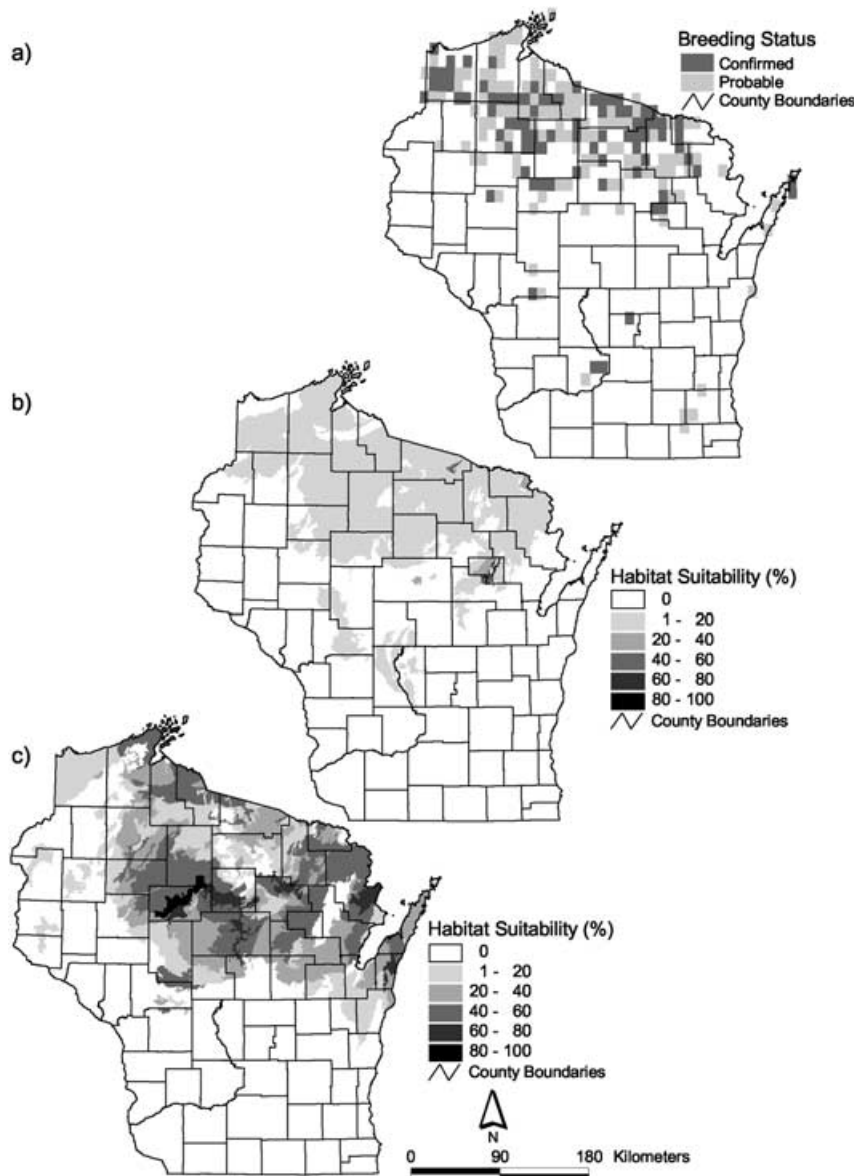 a)
Breeding Status
Confirmed
Probable
County Boundaries
b)
Habitat Suitability (%)
0
1 - 20
20 - 40
40 - 60
60 - 80
80 - 100
County Boundaries
c)
Habitat Suitability (%)
0
1 - 20
20 - 40
40 - 60
60 - 80
80 - 100
County Boundaries
N
0 90 180 Kilometers